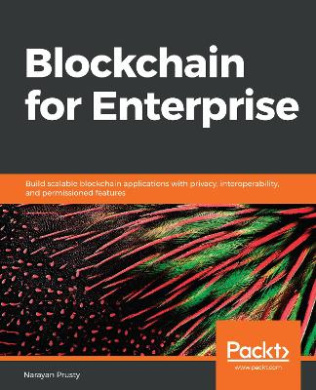 Blockchain
for Enterprise
Build scalable blockchain applications with privacy, interoperability,
and permissioned features
Packt>
www.packt.com
Narayan Prusty